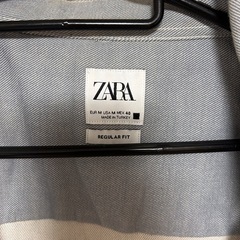 ZARA
EUR M USA M MEX 40
MADE IN TURKEY
REGULAR FIT